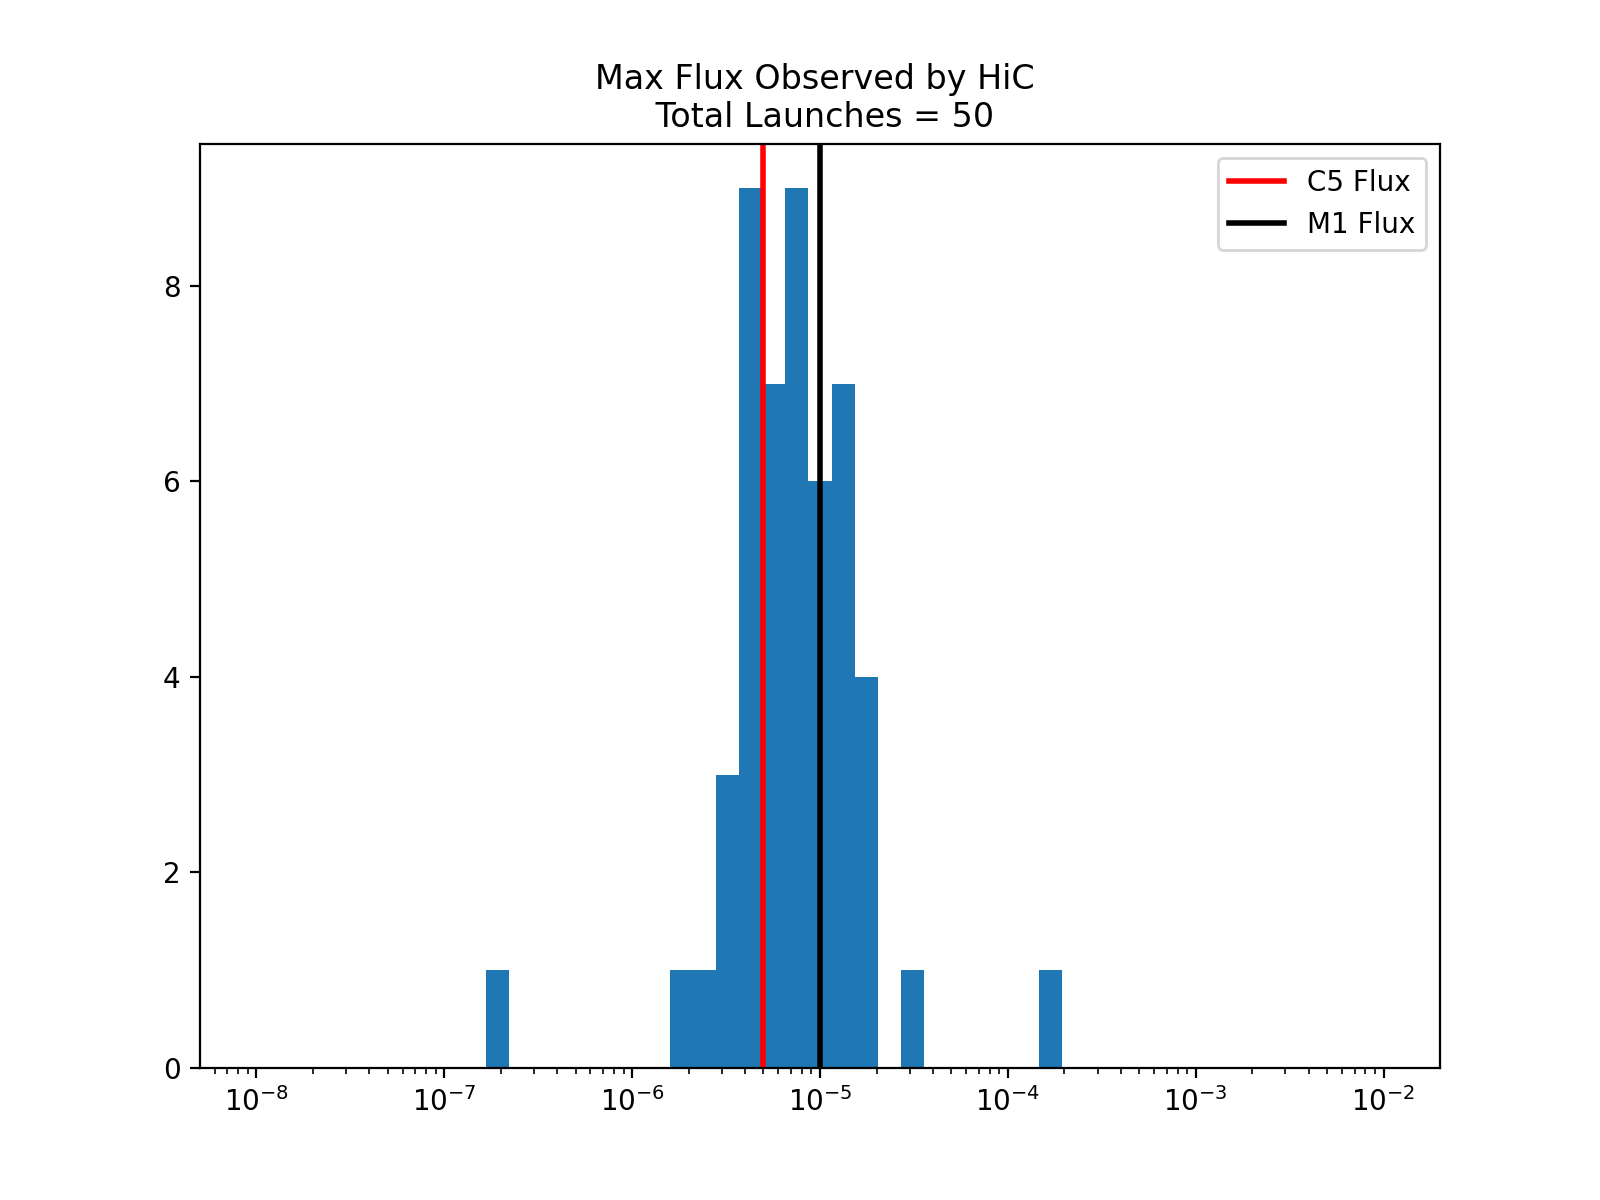 Max Flux Observed by HiC
Total Launches = 50
C5 Flux
M1 Flux
8
6
4
2
0
10⁻⁸ 10⁻⁷ 10⁻⁶ 10⁻⁵ 10⁻⁴ 10⁻³ 10⁻²